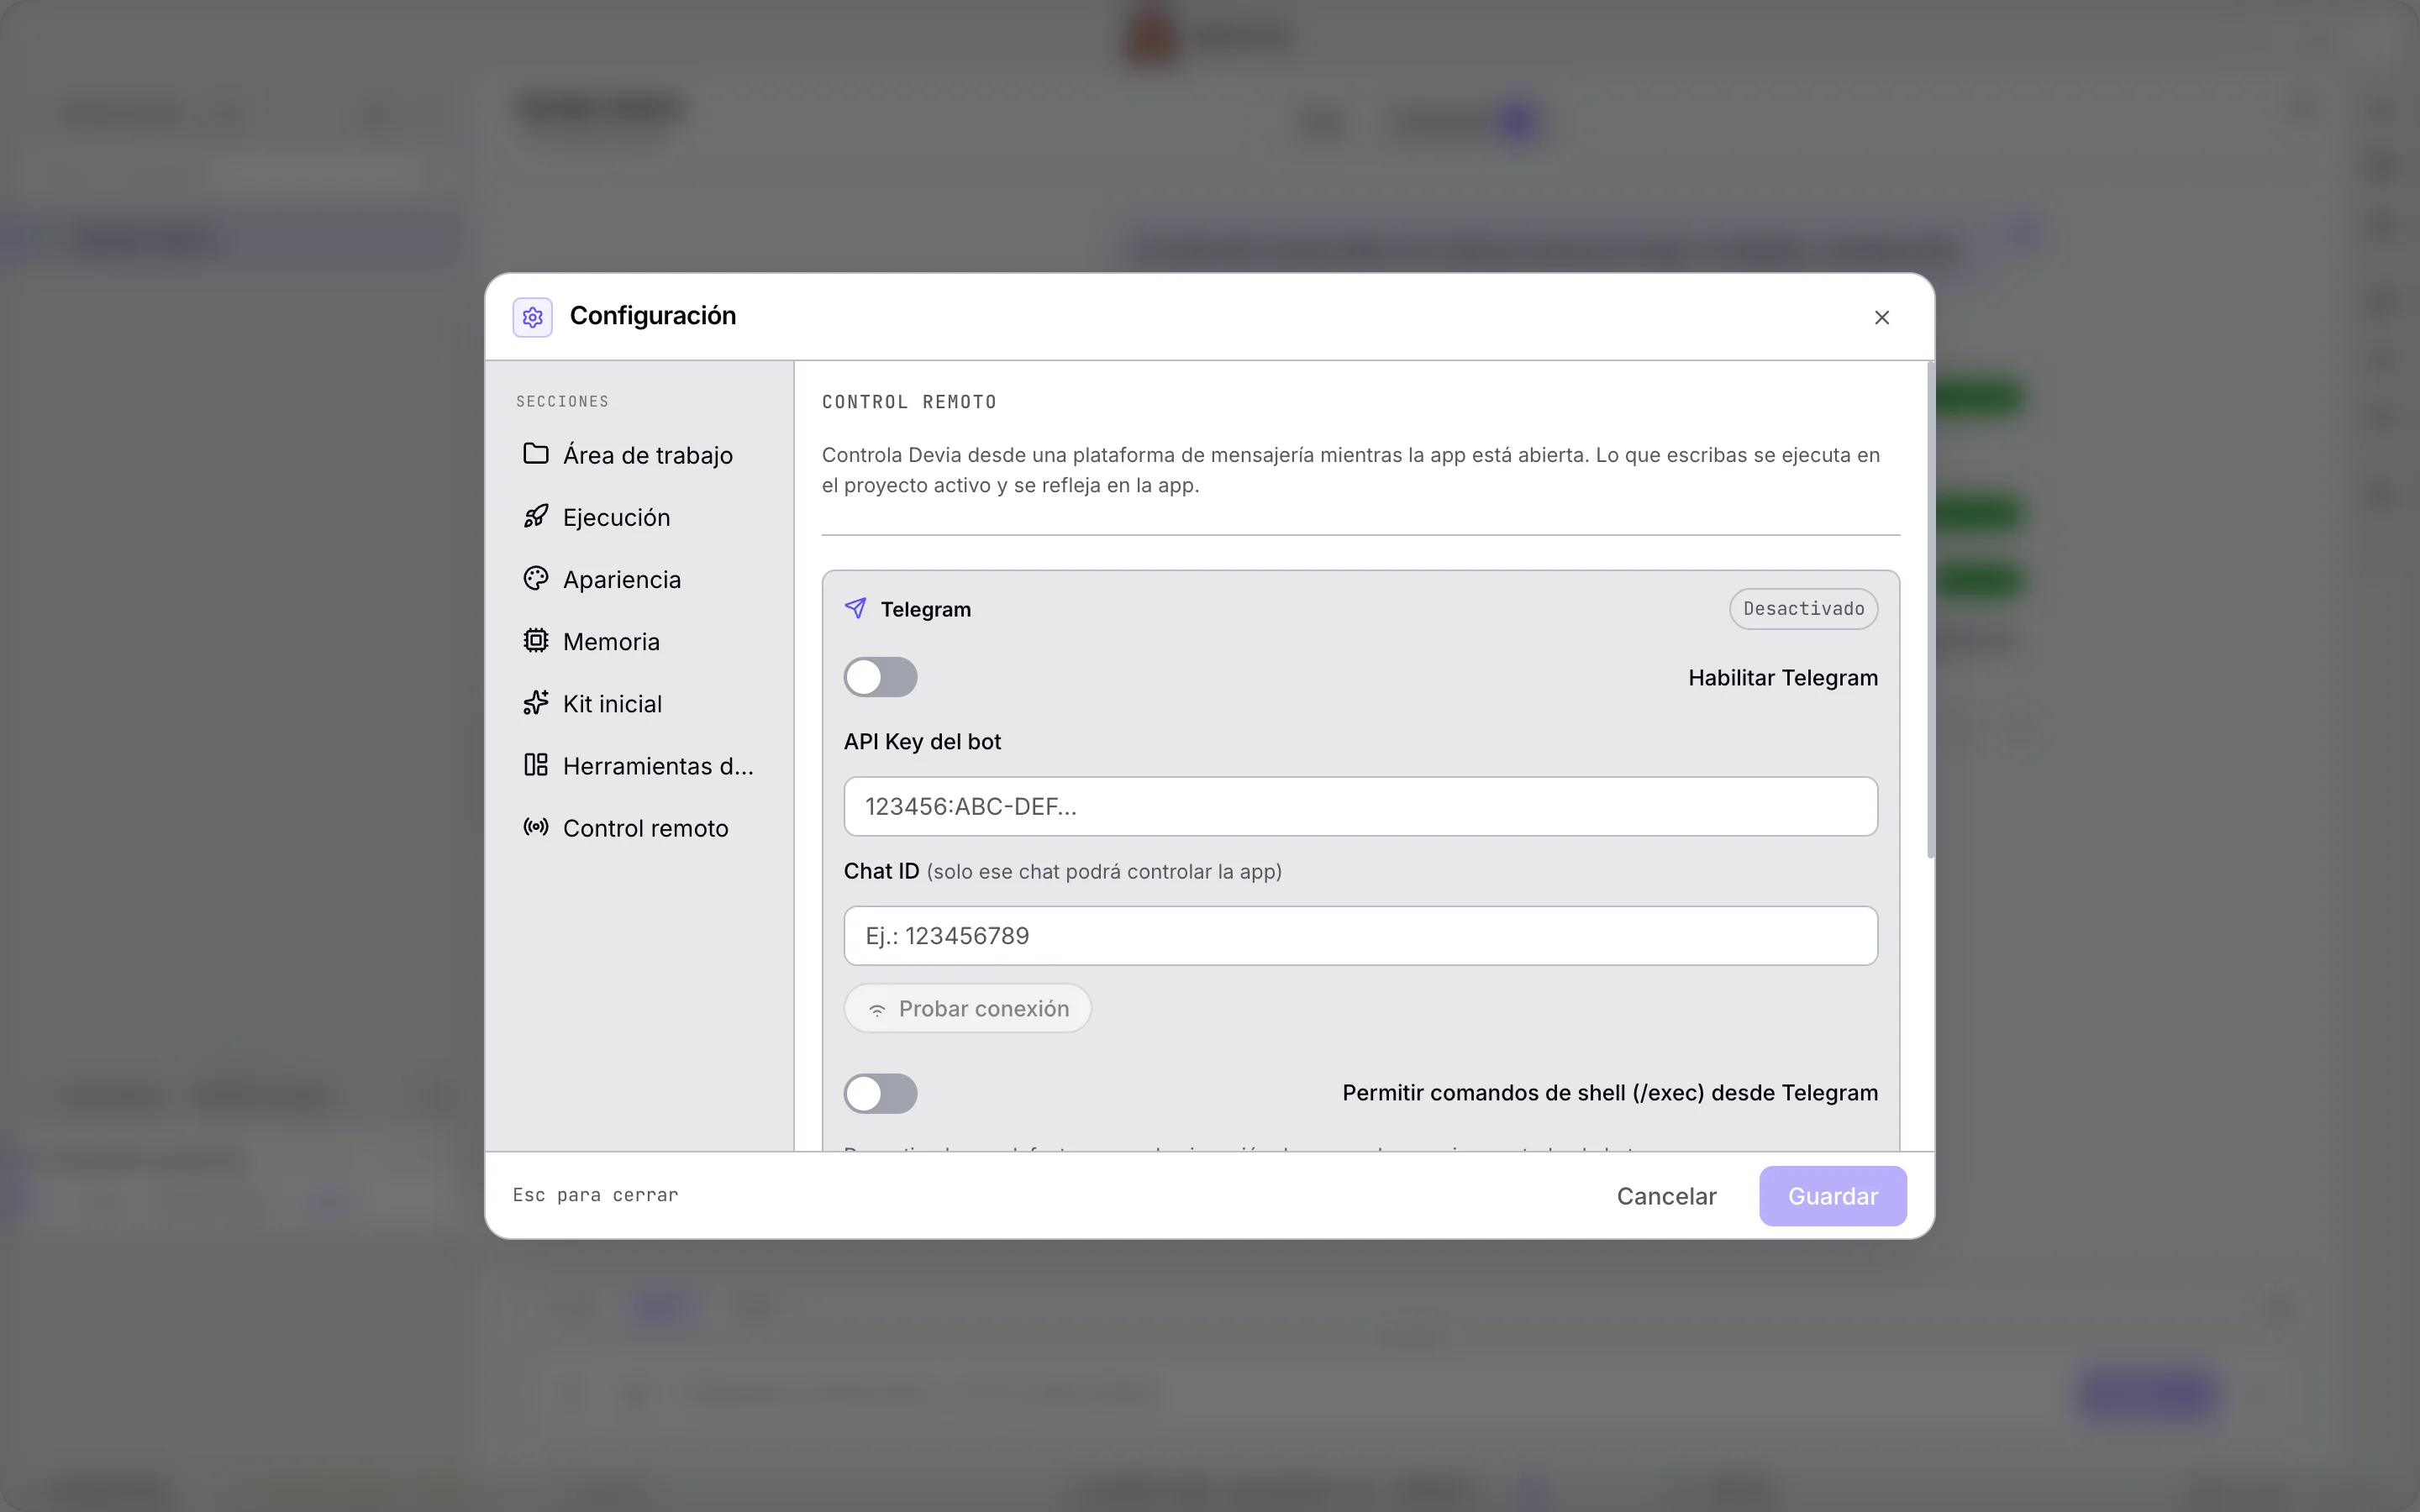 Configuración
SECCIONES
Área de trabajo
Ejecución
Apariencia
Memoria
Kit inicial
Herramientas d...
Control remoto
CONTROL REMOTO
Controla Devia desde una plataforma de mensajería mientras la app está abierta. Lo que escribas se ejecuta en
el proyecto activo y se refleja en la app.
Telegram
Desactivado
Habilitar Telegram
API Key del bot
123456:ABC-DEF...
Chat ID (solo ese chat podrá controlar la app)
Ej.: 123456789
Probar conexión
Permitir comandos de shell (/exec) desde Telegram
Esc para cerrar
Cancelar
Guardar